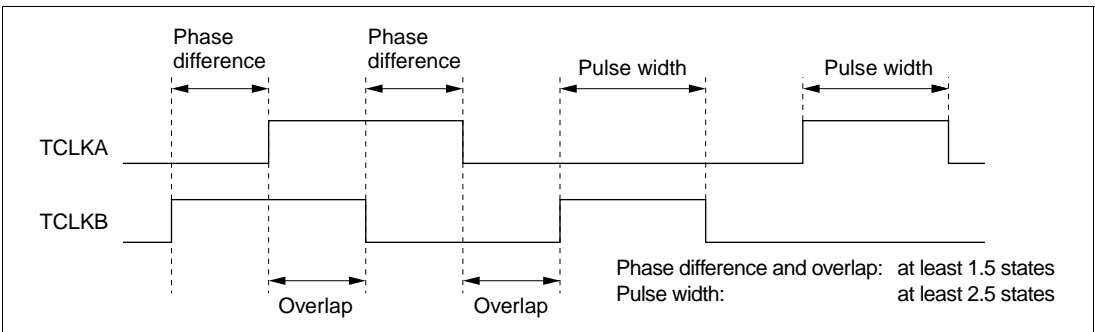 Phase
difference
Phase
difference
Pulse width
Pulse width
TCLKA
TCLKB
Overlap
Overlap
Phase difference and overlap: at least 1.5 states
Pulse width: at least 2.5 states